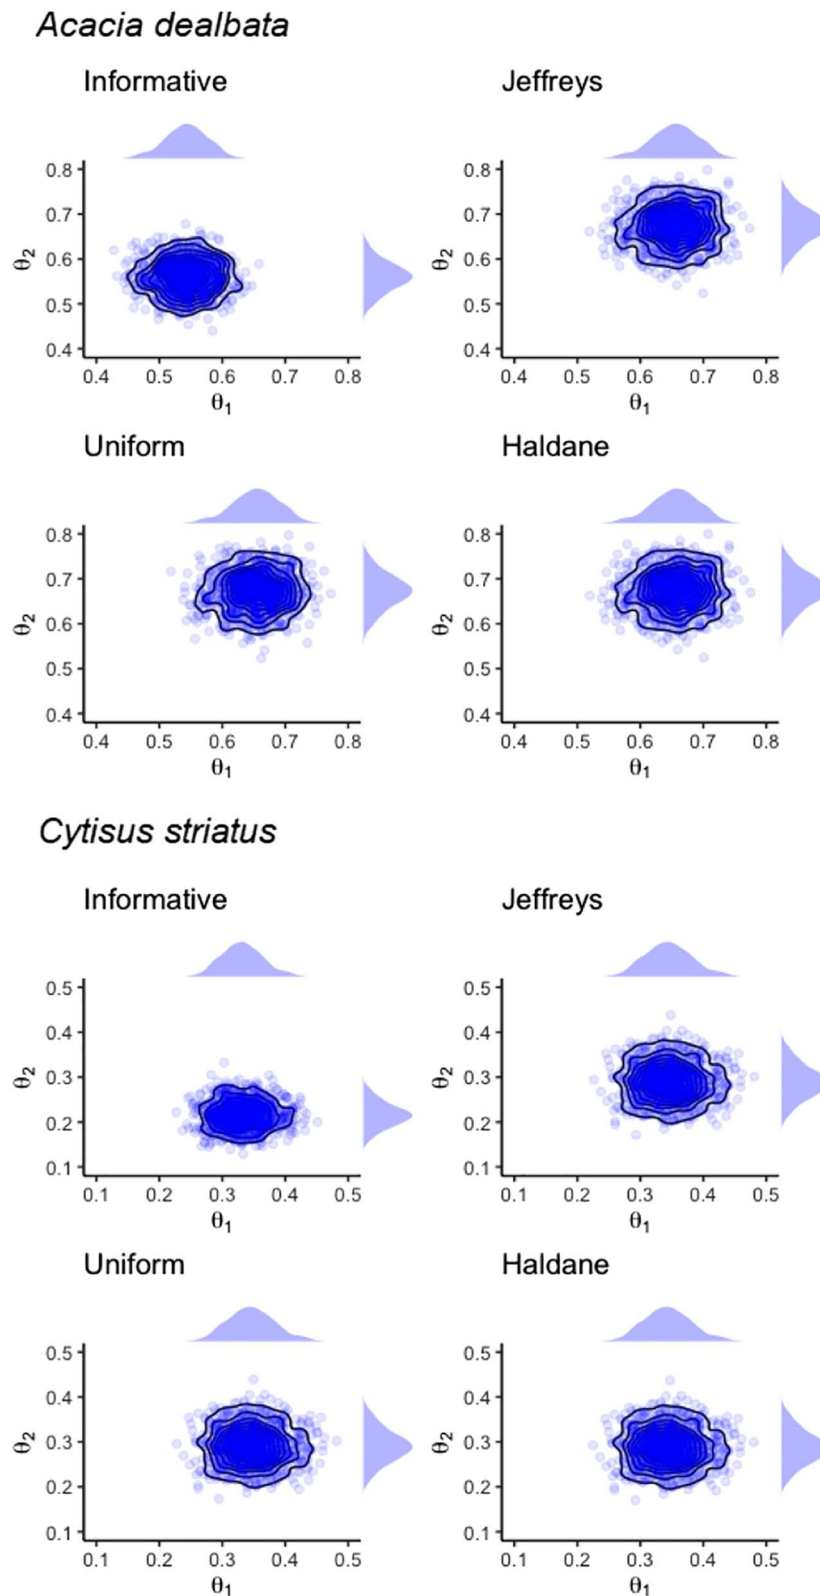 Acacia dealbata
Informative Jeffreys
0.8 0.8
0.7 0.7
θ2 0.6 θ2 0.6
0.5 0.5
0.4 0.4
0.4 0.5 0.6 0.7 0.8 0.4 0.5 0.6 0.7 0.8
θ1 θ1
Uniform Haldane
0.8 0.8
0.7 0.7
θ2 0.6 θ2 0.6
0.5 0.5
0.4 0.4
0.4 0.5 0.6 0.7 0.8 0.4 0.5 0.6 0.7 0.8
θ1 θ1
Cytisus striatus
Informative Jeffreys
0.5 0.5
0.4 0.4
θ2 0.3 θ2 0.3
0.2 0.2
0.1 0.1
0.1 0.2 0.3 0.4 0.5 0.1 0.2 0.3 0.4 0.5
θ1 θ1
Uniform Haldane
0.5 0.5
0.4 0.4
θ2 0.3 θ2 0.3
0.2 0.2
0.1 0.1
0.1 0.2 0.3 0.4 0.5 0.1 0.2 0.3 0.4 0.5
θ1 θ1